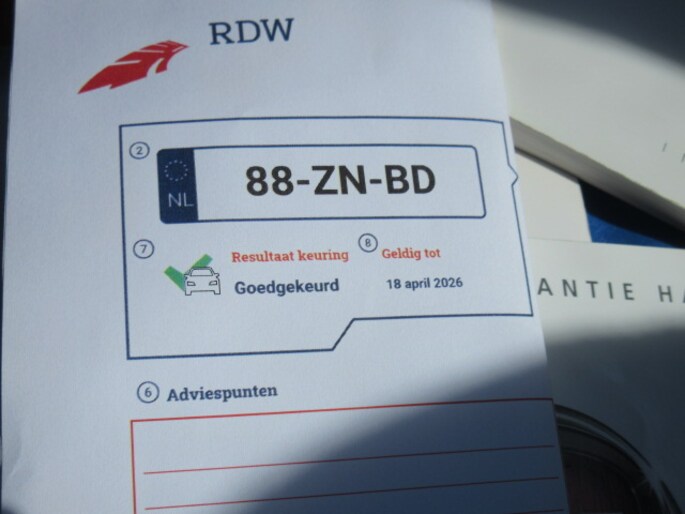 RDW
2
NL
88-ZN-BD
7
Resultaat keuring
8
Geldig tot
Goedgekeurd
18 april 2026
ANTIE HA
6 Adviespunten